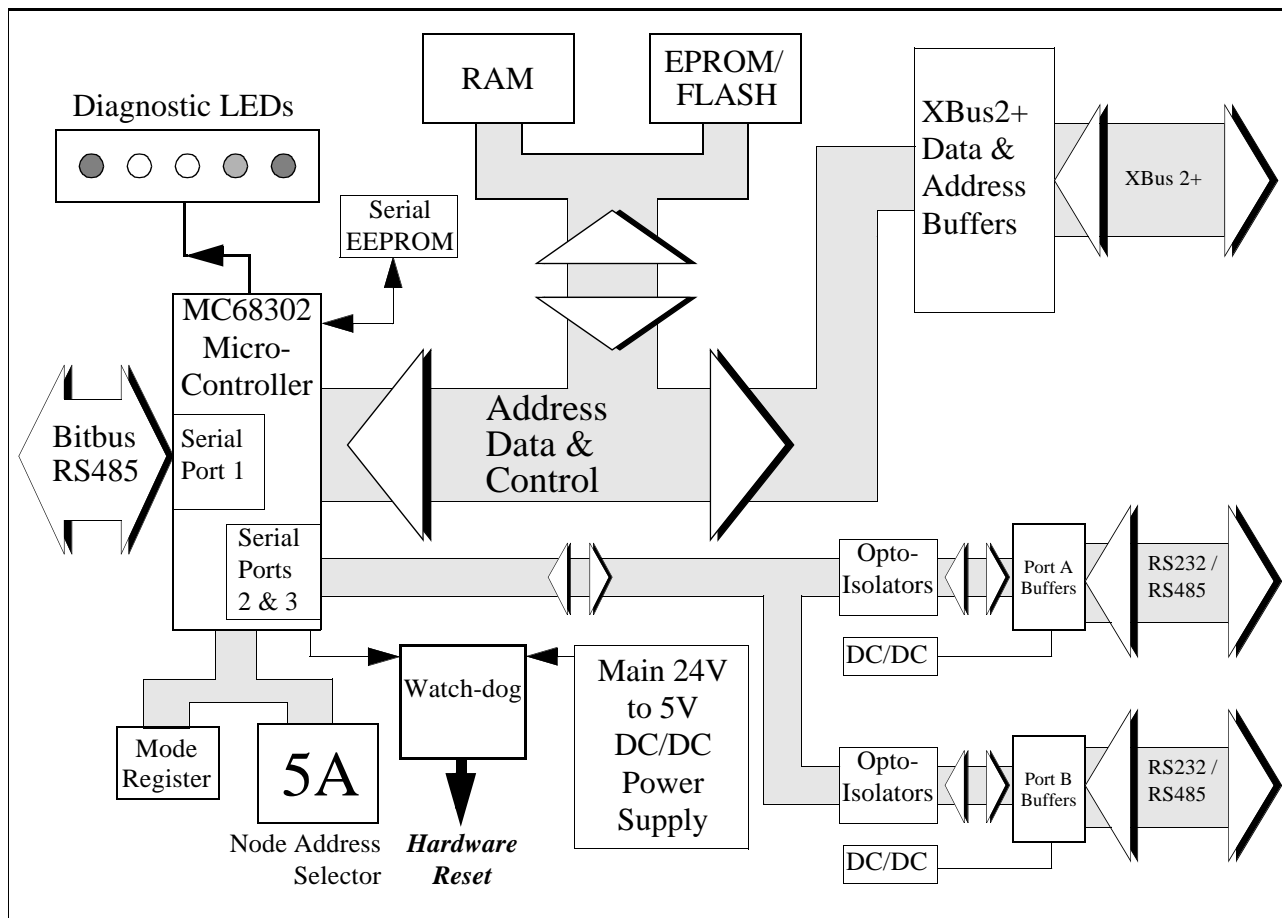 RAM
EPROM/
FLASH
Diagnostic LEDs
XBus2+
Data &
Address
Buffers
XBus 2+
Serial
EEPROM
MC68302
Micro-
Controller
Bitbus
RS485
Serial
Port 1
Address
Data &
Control
Serial
Ports
2 & 3
Opto-
Isolators
Port A
Buffers
RS232 /
RS485
DC/DC
Watch-dog
Main 24V
to 5V
DC/DC
Power
Supply
Mode
Register
5A
Node Address
Selector
Hardware
Reset
Opto-
Isolators
Port B
Buffers
RS232 /
RS485
DC/DC